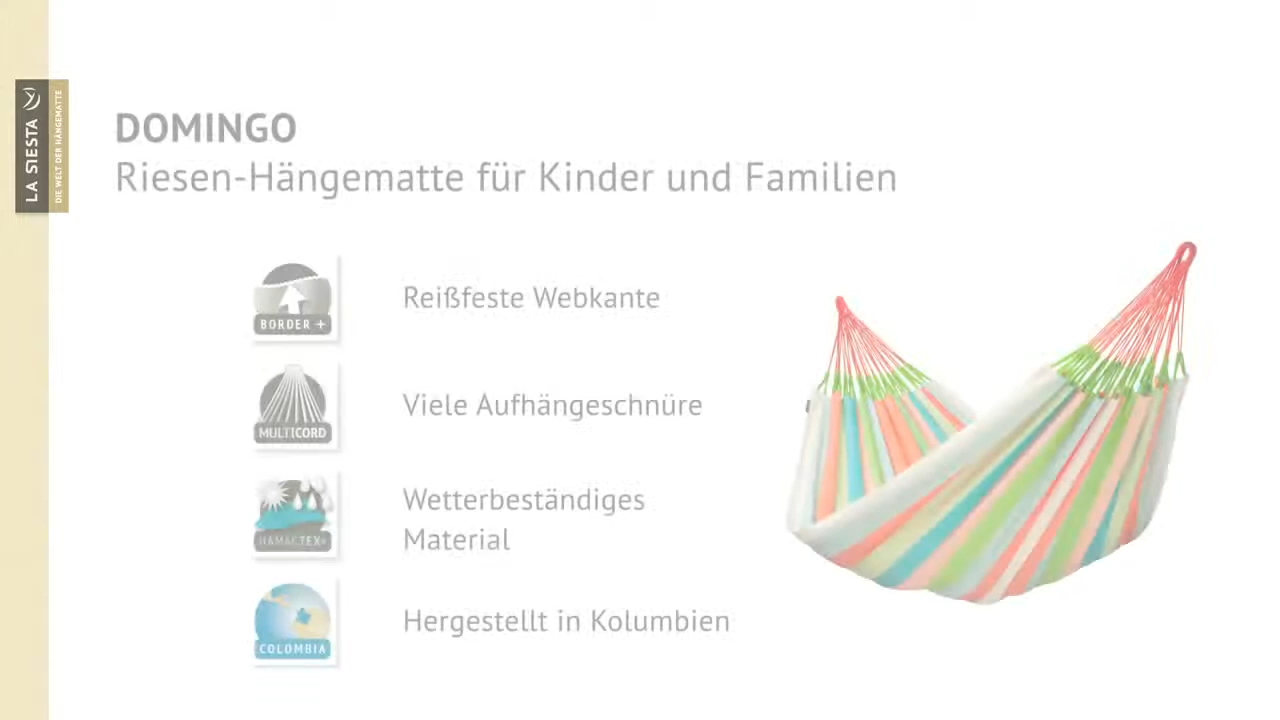 LA SIESTA
DIE WELT DER HÄNGEMATTE
DOMINGO
Riesen-Hängematte für Kinder und Familien
BORDER +
Reißfeste Webkante
MULTICORD
Viele Aufhängeschnüre
HAMACTEX®
Wetterbeständiges
Material
COLOMBIA
Hergestellt in Kolumbien